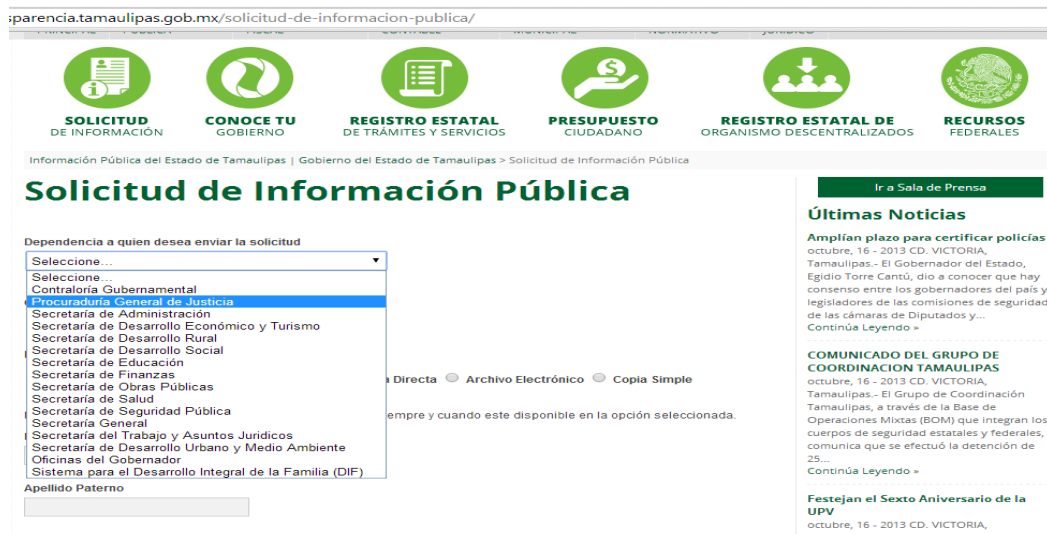 sparencia.tamaulipas.gob.mx/solicitud-de-informacion-publica/
PRINCIPAL PÚBLICA FISCAL CONTABLE MUNICIPAL NORMATIVO JURÍDICO
SOLICITUD
DE INFORMACIÓN
CONOCE TU
GOBIERNO
REGISTRO ESTATAL
DE TRÁMITES Y SERVICIOS
PRESUPUESTO
CIUDADANO
REGISTRO ESTATAL DE
ORGANISMO DESCENTRALIZADOS
RECURSOS
FEDERALES
Información Pública del Estado de Tamaulipas | Gobierno del Estado de Tamaulipas > Solicitud de Información Pública
Solicitud de Información Pública
Dependencia a quien desea enviar la solicitud
Seleccione...
Seleccione...
Contraloría Gubernamental
Procuraduría General de Justicia
Secretaría de Administración
Secretaría de Desarrollo Económico y Turismo
Secretaría de Desarrollo Rural
Secretaría de Desarrollo Social
Secretaría de Educación
Secretaría de Finanzas
Secretaría de Obras Públicas
Secretaría de Salud
Secretaría de Seguridad Pública
Secretaría General
Secretaría del Trabajo y Asuntos Juridicos
Secretaría de Desarrollo Urbano y Medio Ambiente
Oficinas del Gobernador
Sistema para el Desarrollo Integral de la Familia (DIF)
a Directa Archivo Electrónico Copia Simple
empre y cuando este disponible en la opción seleccionada.
Apellido Paterno
Ir a Sala de Prensa
Últimas Noticias
Amplían plazo para certificar policías
octubre, 16 - 2013 CD. VICTORIA,
Tamaulipas.- El Gobernador del Estado,
Egidio Torre Cantú, dio a conocer que hay
consenso entre los gobernadores del país y
legisladores de las comisiones de seguridad
de las cámaras de Diputados y...
Continúa Leyendo »
COMUNICADO DEL GRUPO DE
COORDINACION TAMAULIPAS
octubre, 16 - 2013 CD. VICTORIA,
Tamaulipas.- El Grupo de Coordinación
Tamaulipas, a través de la Base de
Operaciones Mixtas (BOM) que integran los
cuerpos de seguridad estatales y federales,
comunica que se efectuó la detención de
25...
Continúa Leyendo »
Festejan el Sexto Aniversario de la
UPV
octubre, 16 - 2013 CD. VICTORIA,